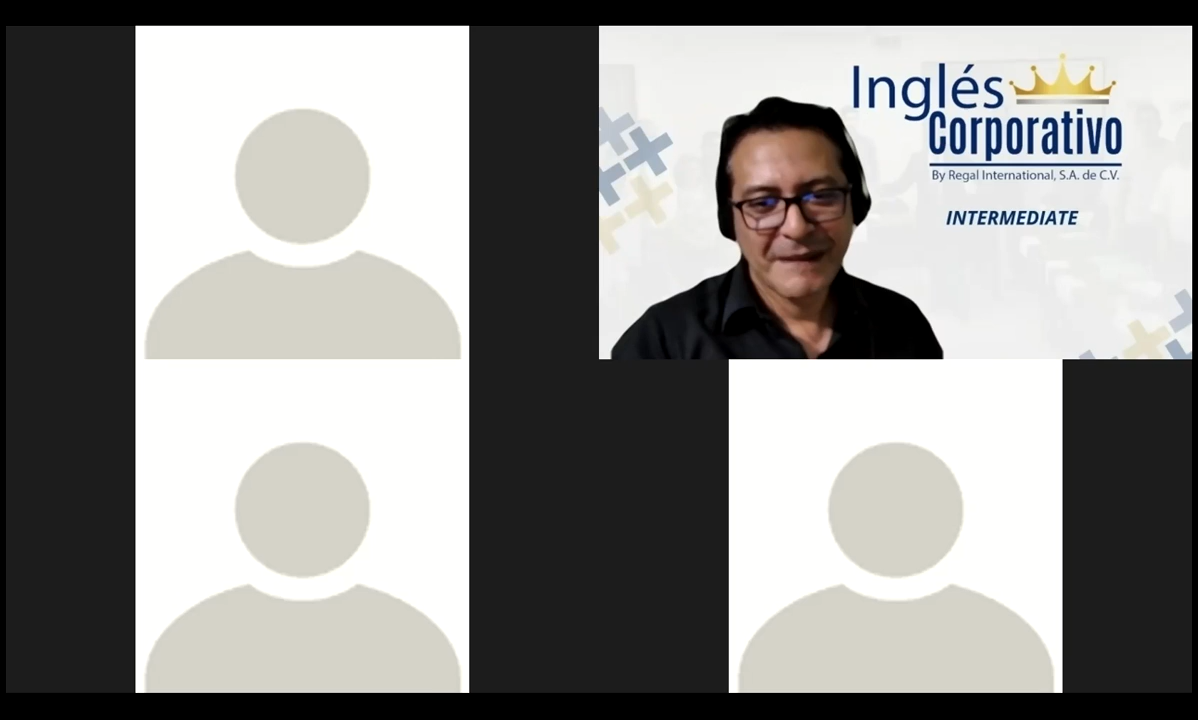 Inglés
Corporativo
By Regal International, S.A. de C.V.
INTERMEDIATE